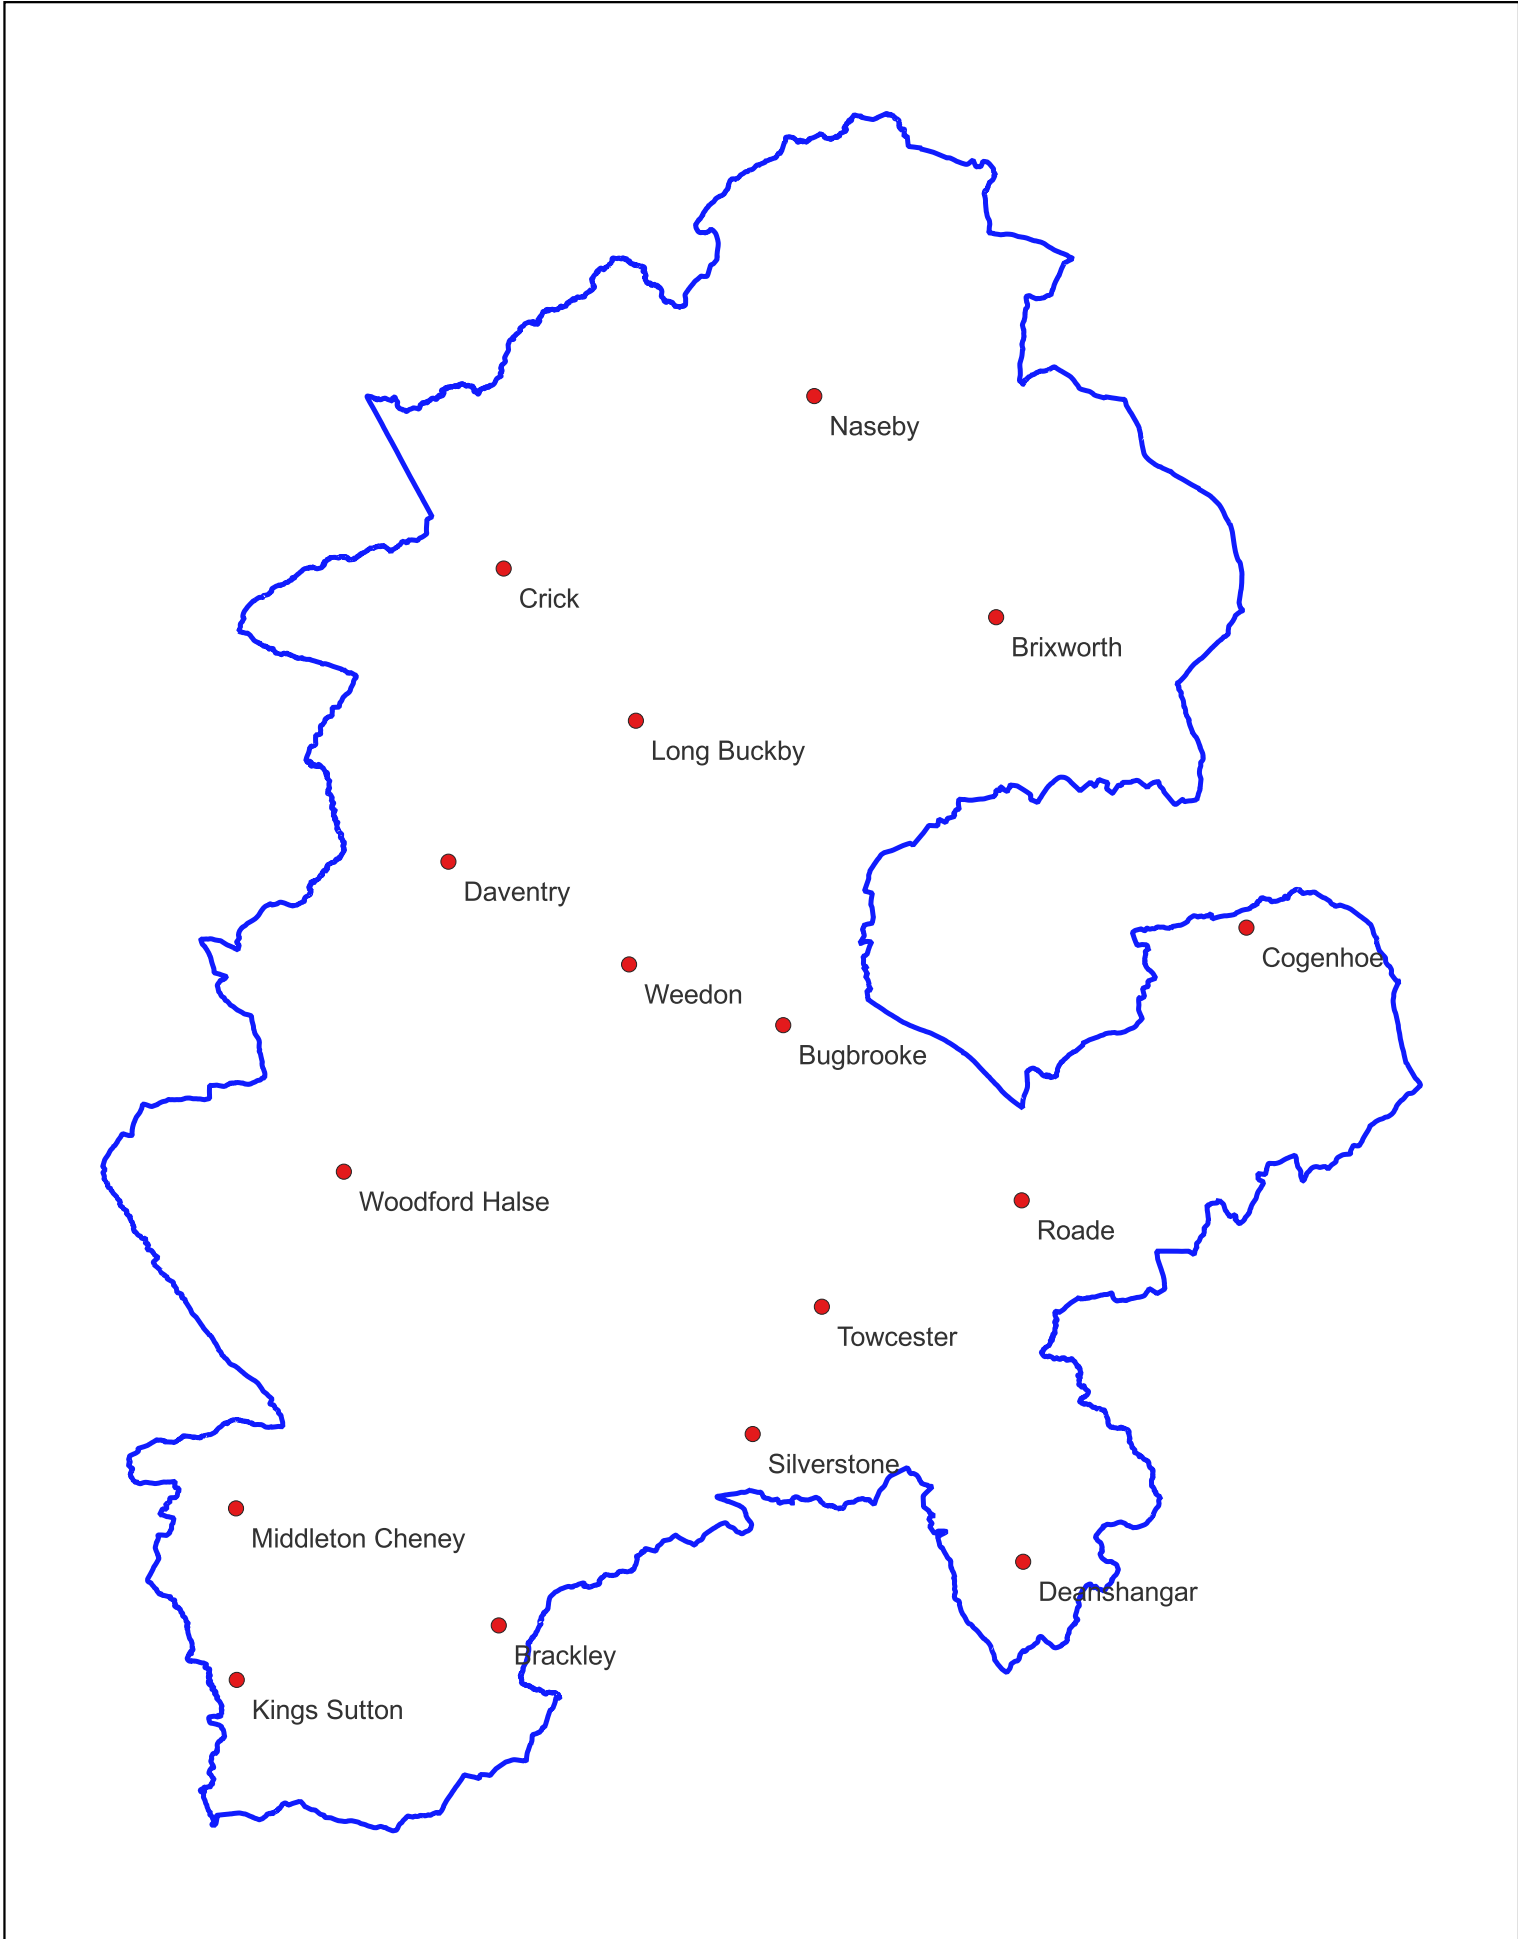 Naseby
Crick
Brixworth
Long Buckby
Daventry
Cogenhoe
Weedon
Bugbrooke
Woodford Halse
Roade
Towcester
Silverstone
Middleton Cheney
Deanshangar
Brackley
Kings Sutton